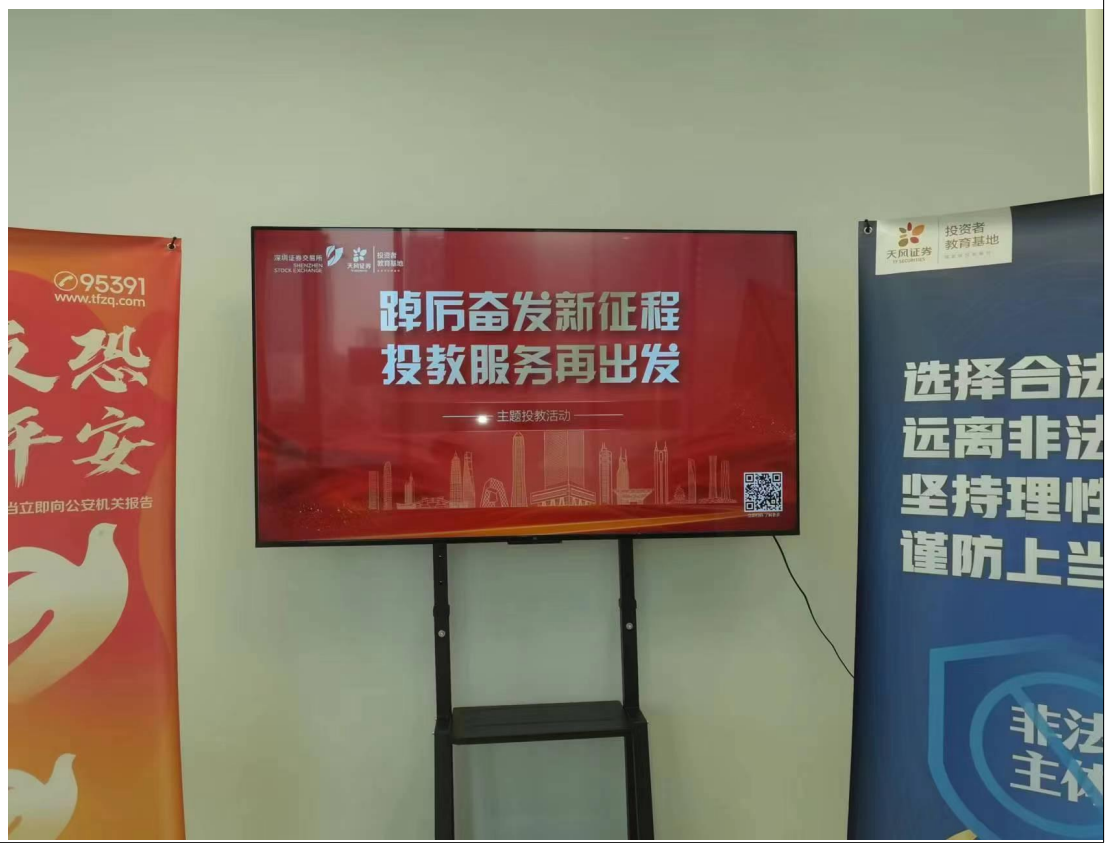 95391
www.tfzq.com
反恐
平安
当立即向公安机关报告
深圳证券交易所
SHENZHEN
STOCK EXCHANGE
天风证券
投资者
教育基地
踔厉奋发新征程
投教服务再出发
主题投教活动
天风证券
TF SECURITIES
投资者
教育基地
选择合法
远离非法
坚持理性
谨防上当
非法
主体